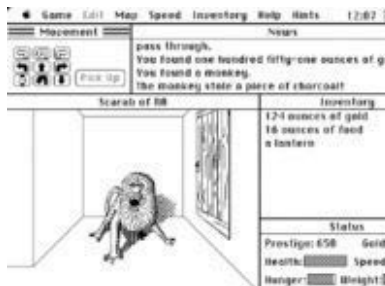 Game Edit Map Speed Inventory Help Hints 12:07
Movement
Pick Up
News
pass through.
You found one hundred fifty-one ounces of g
You found a monkey.
the monkey stole a piece of charcoal!
Scarab of RA
Inventory
124 ounces of gold
16 ounces of food
a lantern
Status
Prestige: 658 Gold
Health: Speed
Hunger: Weight: